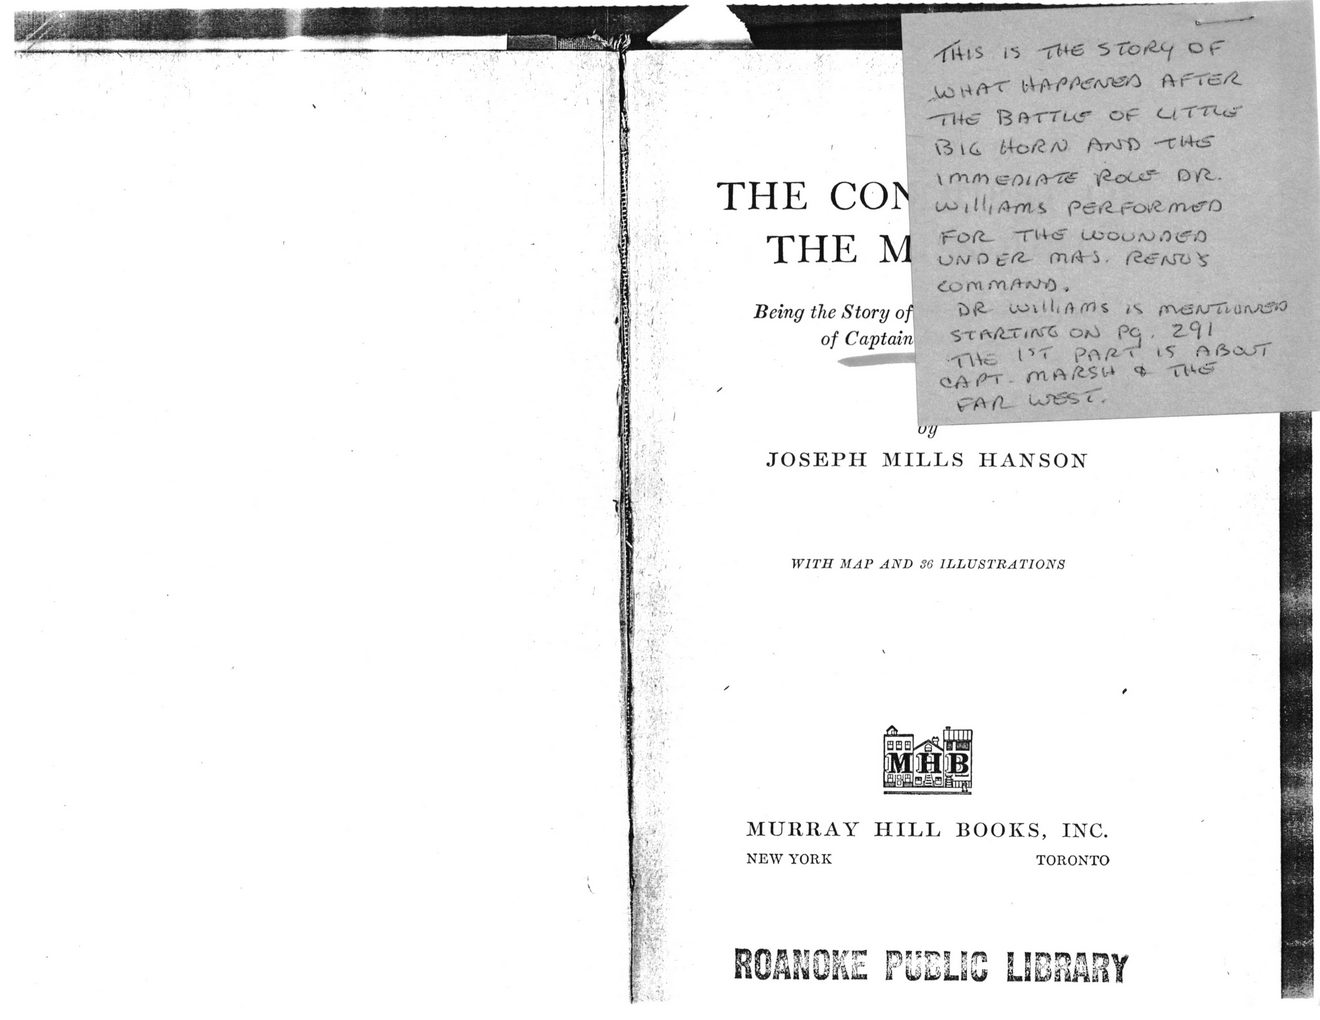 THIS IS THE STORY OF
WHAT HAPPENED AFTER
THE BATTLE OF LITTLE
BIG HORN AND THE
IMMEDIATE ROLE DR.
WILLIAMS PERFORMED
FOR THE WOUNDED
UNDER MAJ. RENO'S
COMMAND.
DR WILLIAMS IS MENTIONED
STARTING ON PG. 291
THE 1ST PART IS ABOUT
CAPT. MARSH & THE
FAR WEST.
THE CON
THE M
Being the Story of
of Captain
by
JOSEPH MILLS HANSON
WITH MAP AND 36 ILLUSTRATIONS
MHB
MURRAY HILL BOOKS, INC.
NEW YORK TORONTO
ROANOKE PUBLIC LIBRARY